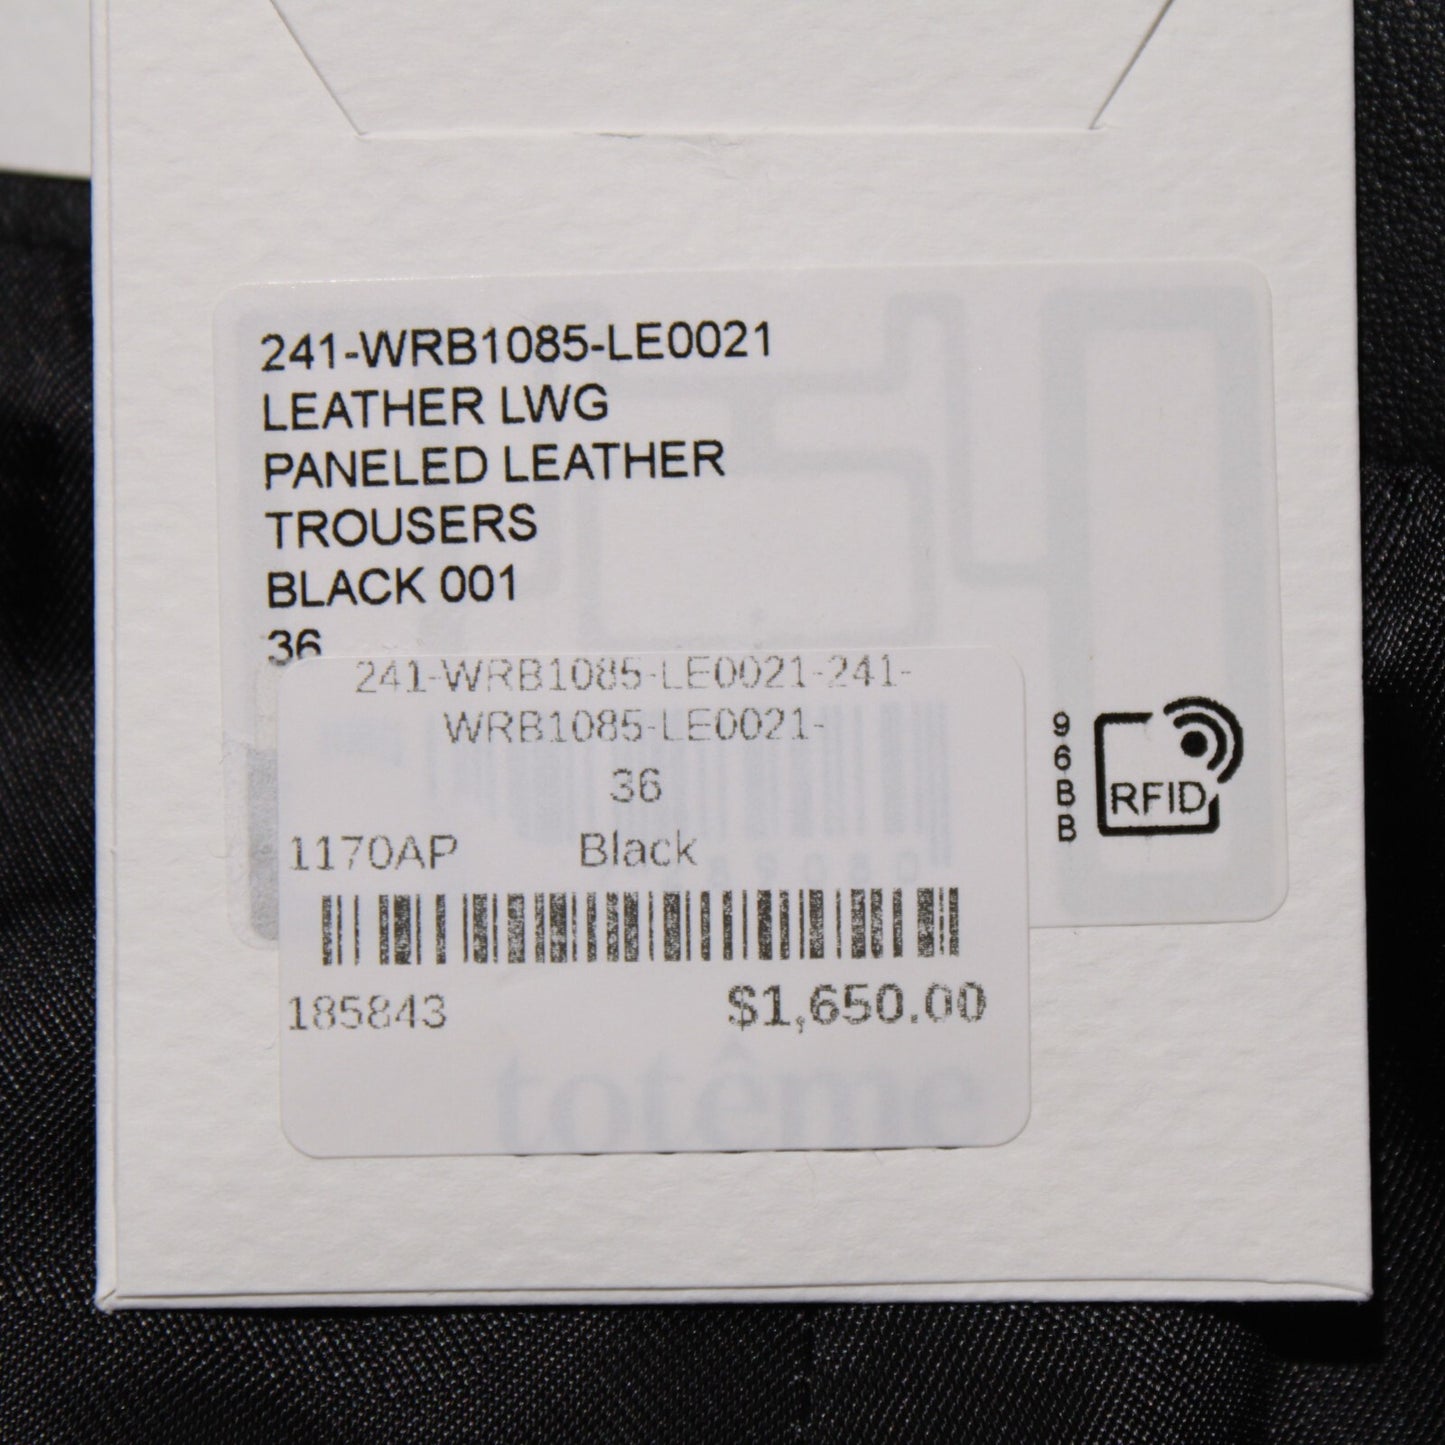 241-WRB1085-LE0021
LEATHER LWG
PANELED LEATHER
TROUSERS
BLACK 001
36
241-WRB1085-LE0021-241-
WRB1085-LE0021-
36
1170AP Black
185843 $1,650.00
totême
96BB
RFID